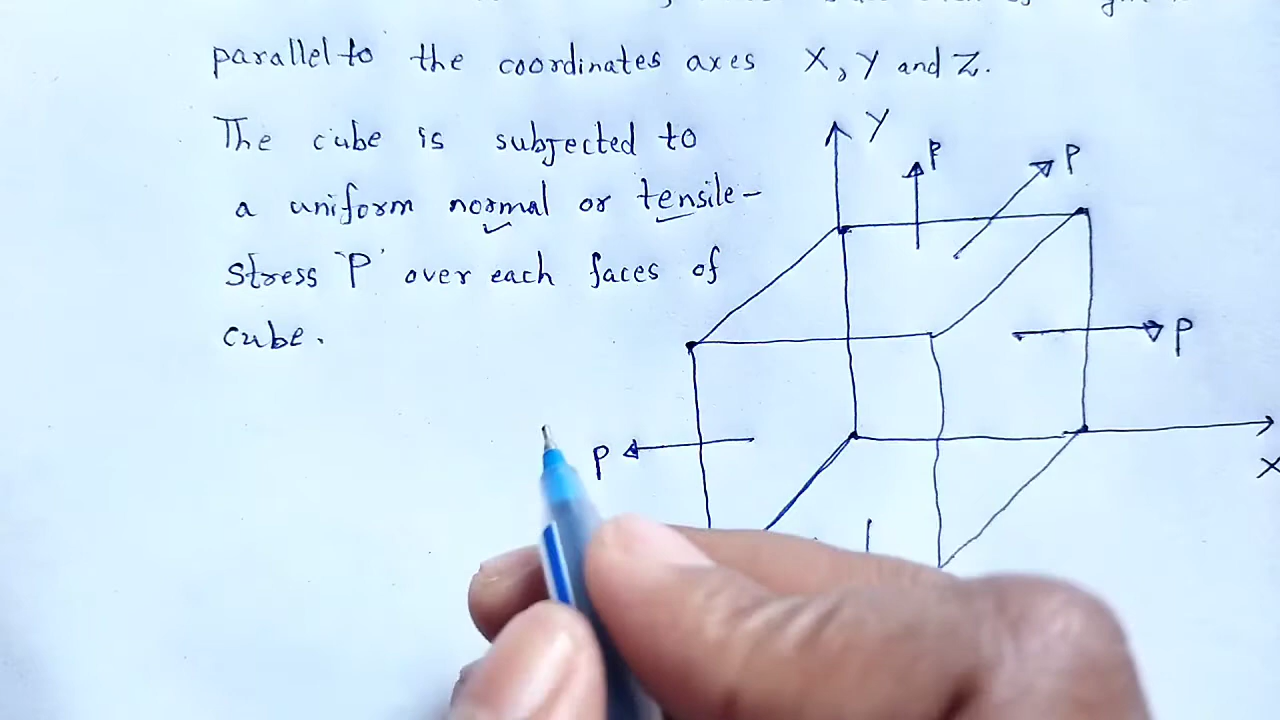 parallel to the coordinates axes X, Y and Z.
The cube is subjected to
a uniform normal or tensile-
stress 'P' over each faces of
cube.
Y
P
P
P
P
X